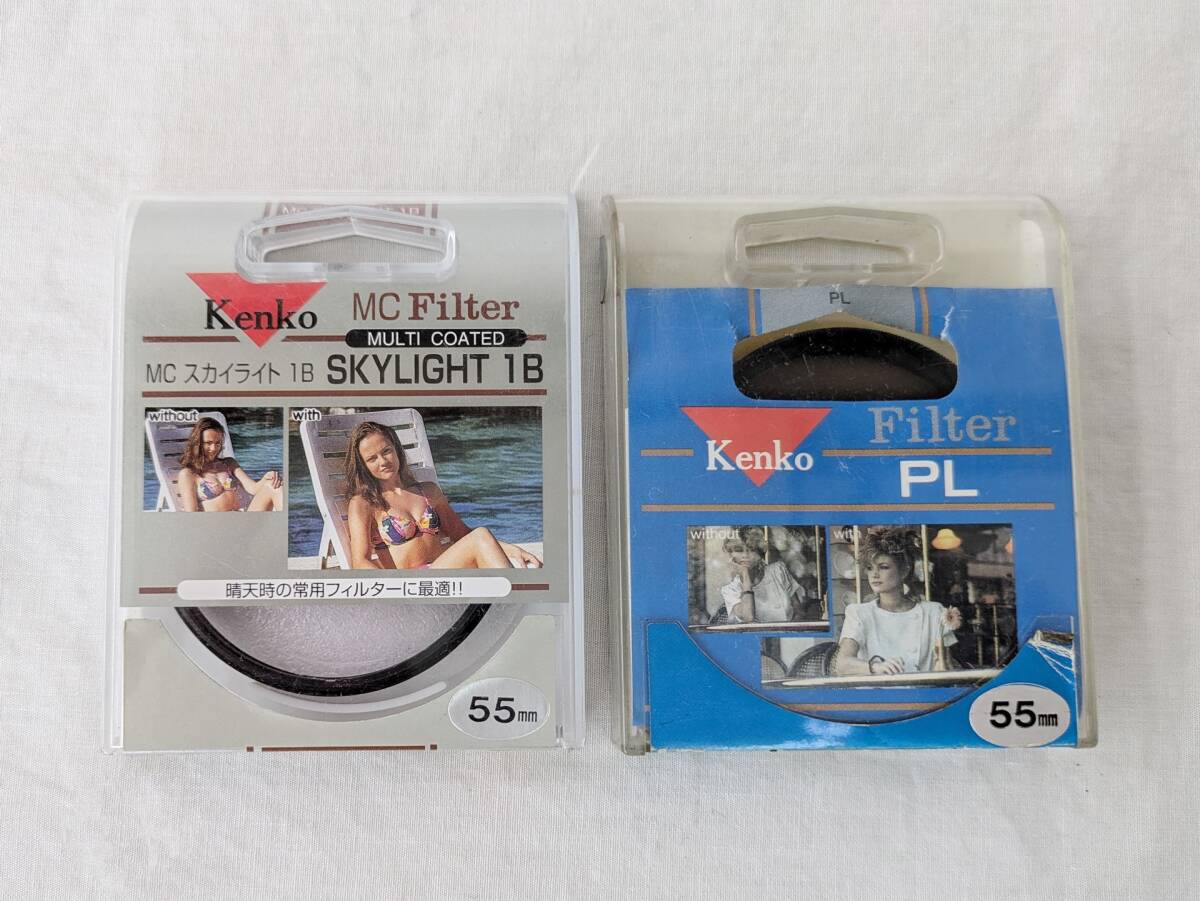 Kenko
MC Filter
MULTI COATED
MC スカイライト 1B SKYLIGHT 1B
without
with
晴天時の常用フィルターに最適!!
55mm
PL
Kenko
Filter
PL
without
with
55mm